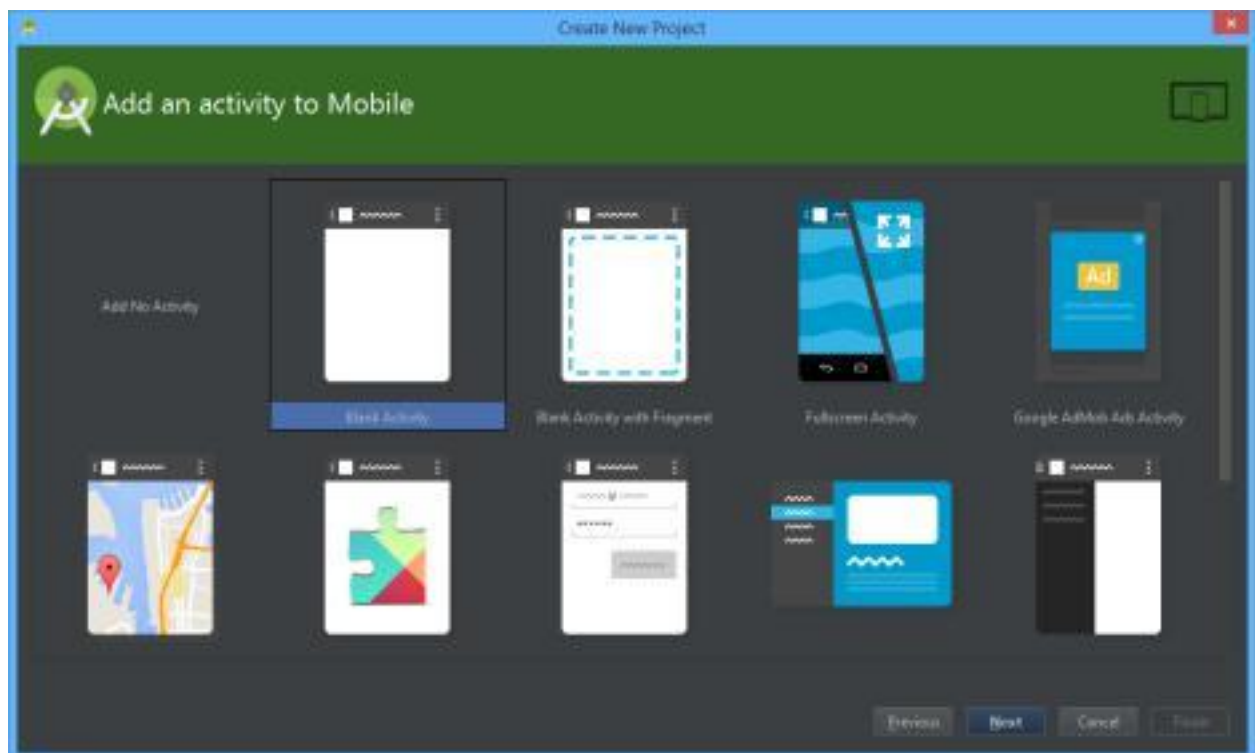 Create New Project
Add an activity to Mobile
Add No Activity
Blank Activity
Blank Activity with Fragment
Fullscreen Activity
Google AdMob Ads Activity
Ad
Previous
Next
Cancel
Finish